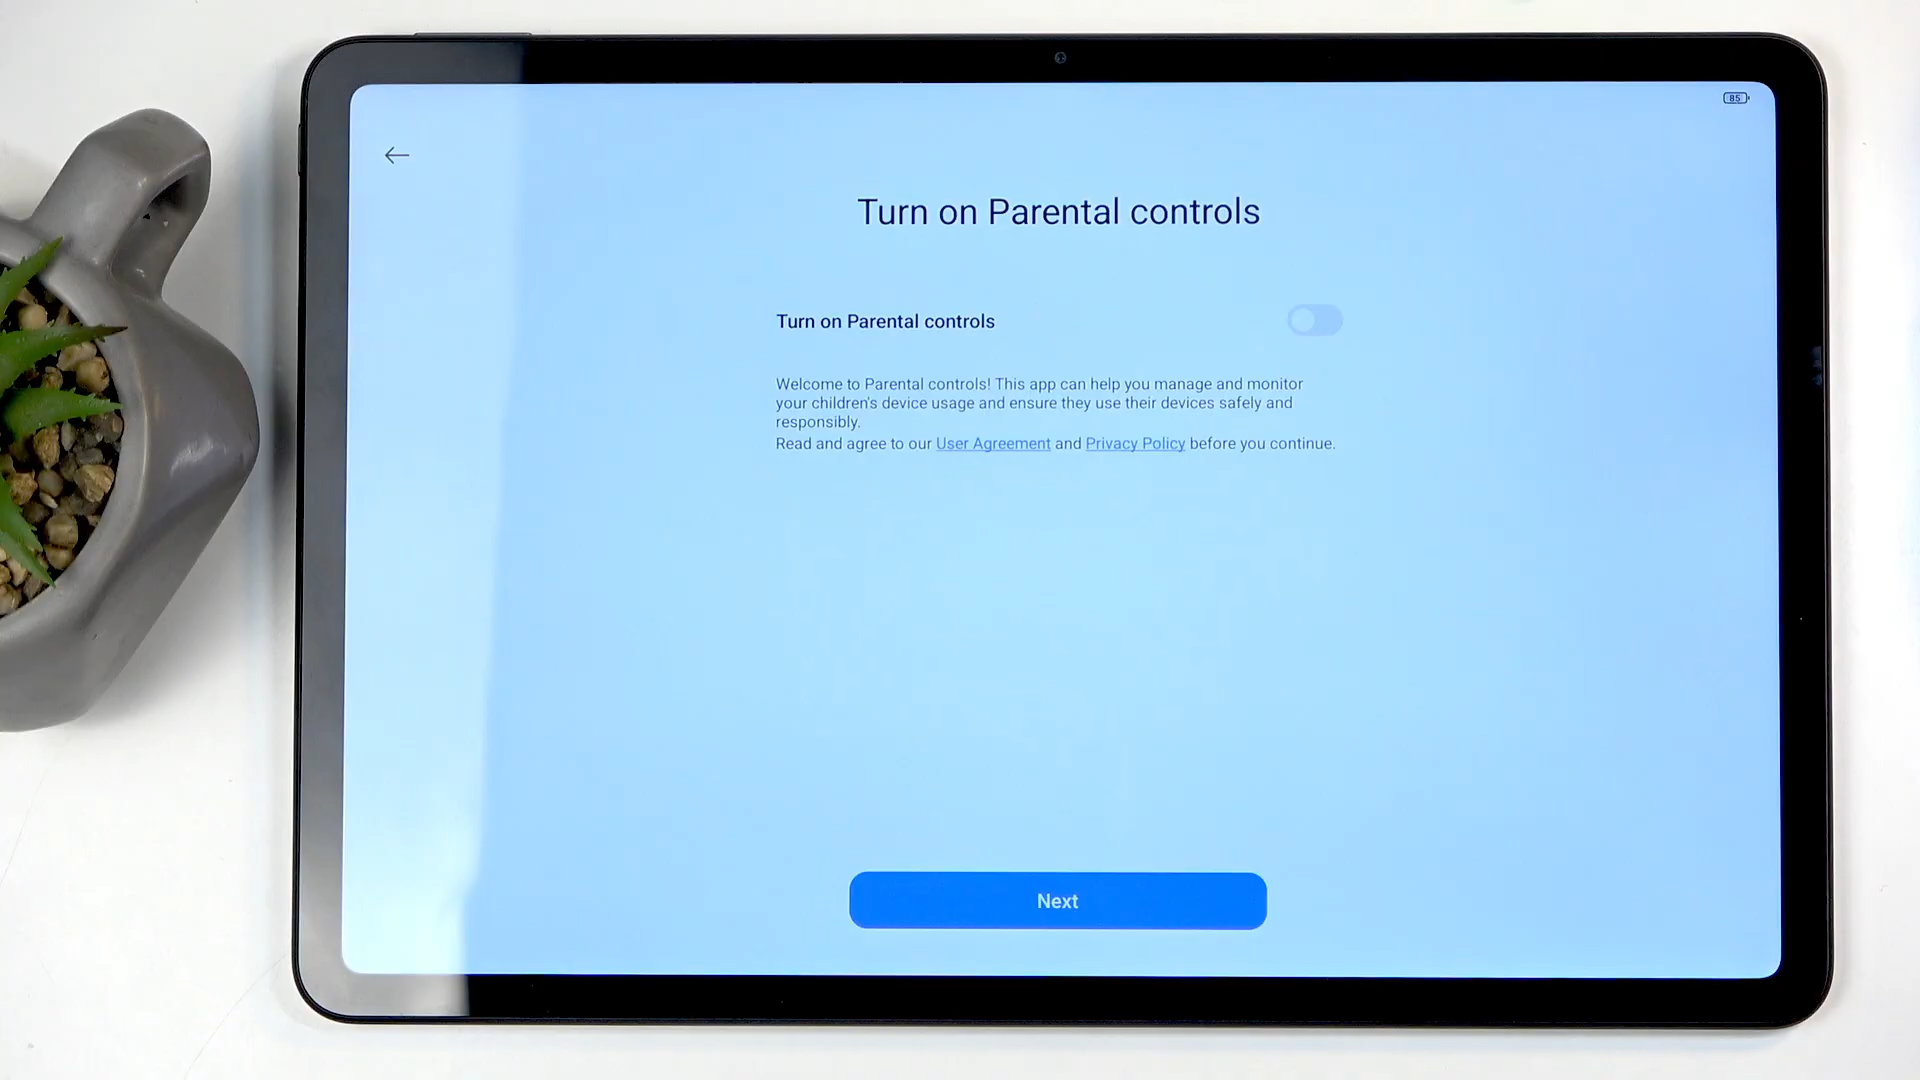 85
Turn on Parental controls
Turn on Parental controls
Welcome to Parental controls! This app can help you manage and monitor
your children's device usage and ensure they use their devices safely and
responsibly.
Read and agree to our User Agreement and Privacy Policy before you continue.
Next